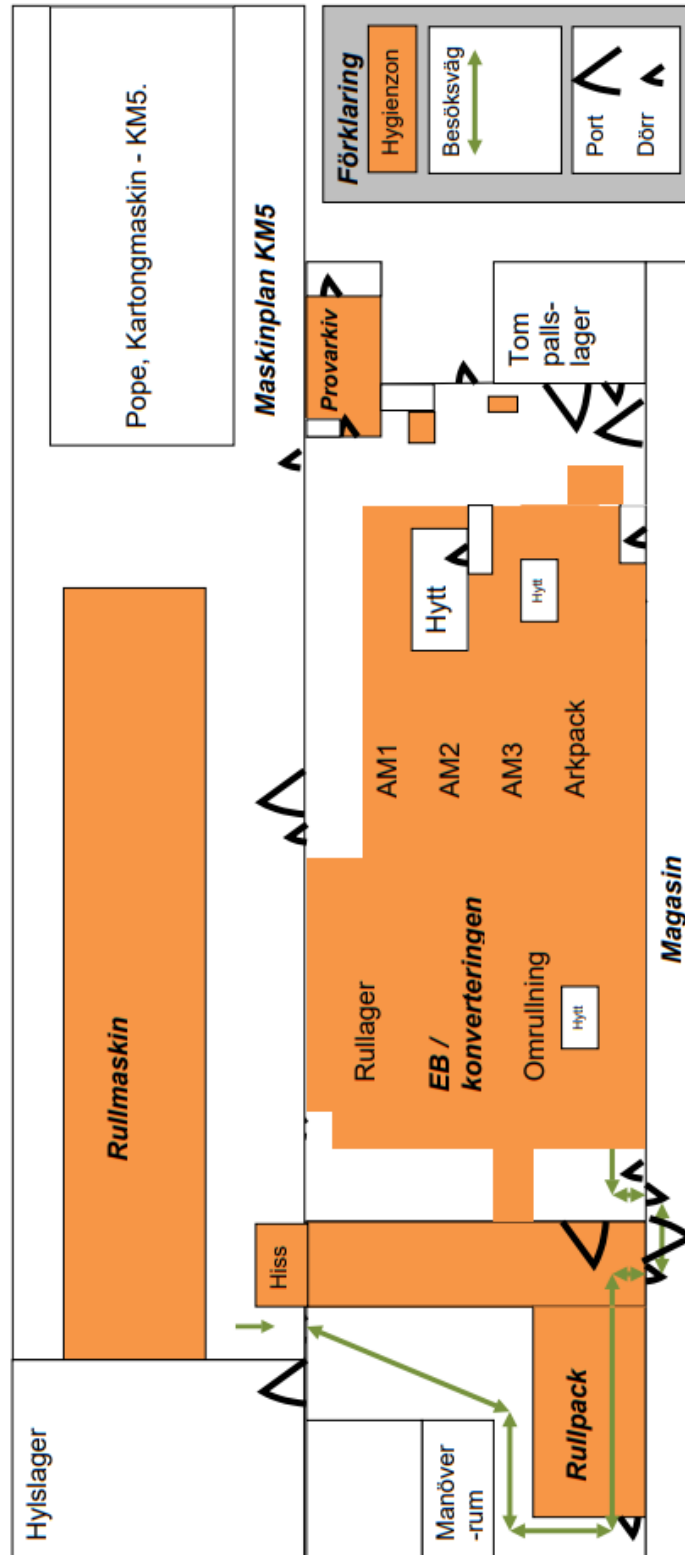 Hylslager
Rullmaskin
Pope, Kartongmaskin - KM5.
Maskinplan KM5
Hiss
Manöver
-rum
Rullpack
Rullager
EB /
konverteringen
Omrullning
Hytt
AM1
AM2
AM3
Arkpack
Hytt
Hytt
Provarkiv
Tom
palls-
lager
Magasin
Förklaring
Hygienzon
Besöksväg
Port
Dörr